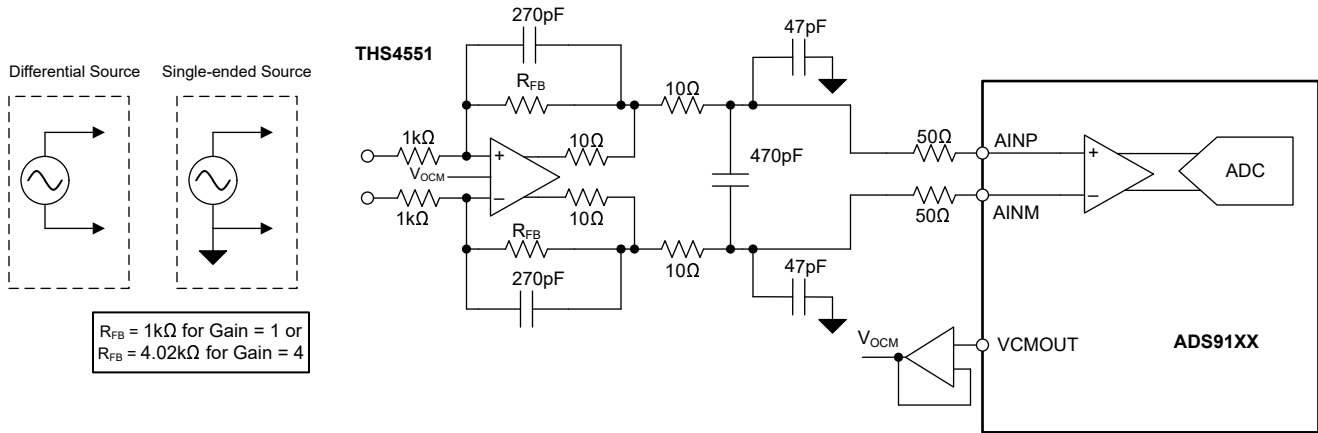 270pF
47pF
THS4551
Differential Source
Single-ended Source
R_FB
10Ω
1kΩ
+
10Ω
50Ω
AINP
+
V_OCM
470pF
ADC
−
−
1kΩ
10Ω
50Ω
AINM
R_FB
10Ω
270pF
47pF
R_FB = 1kΩ for Gain = 1 or
R_FB = 4.02kΩ for Gain = 4
V_OCM
VCMOUT
ADS91XX